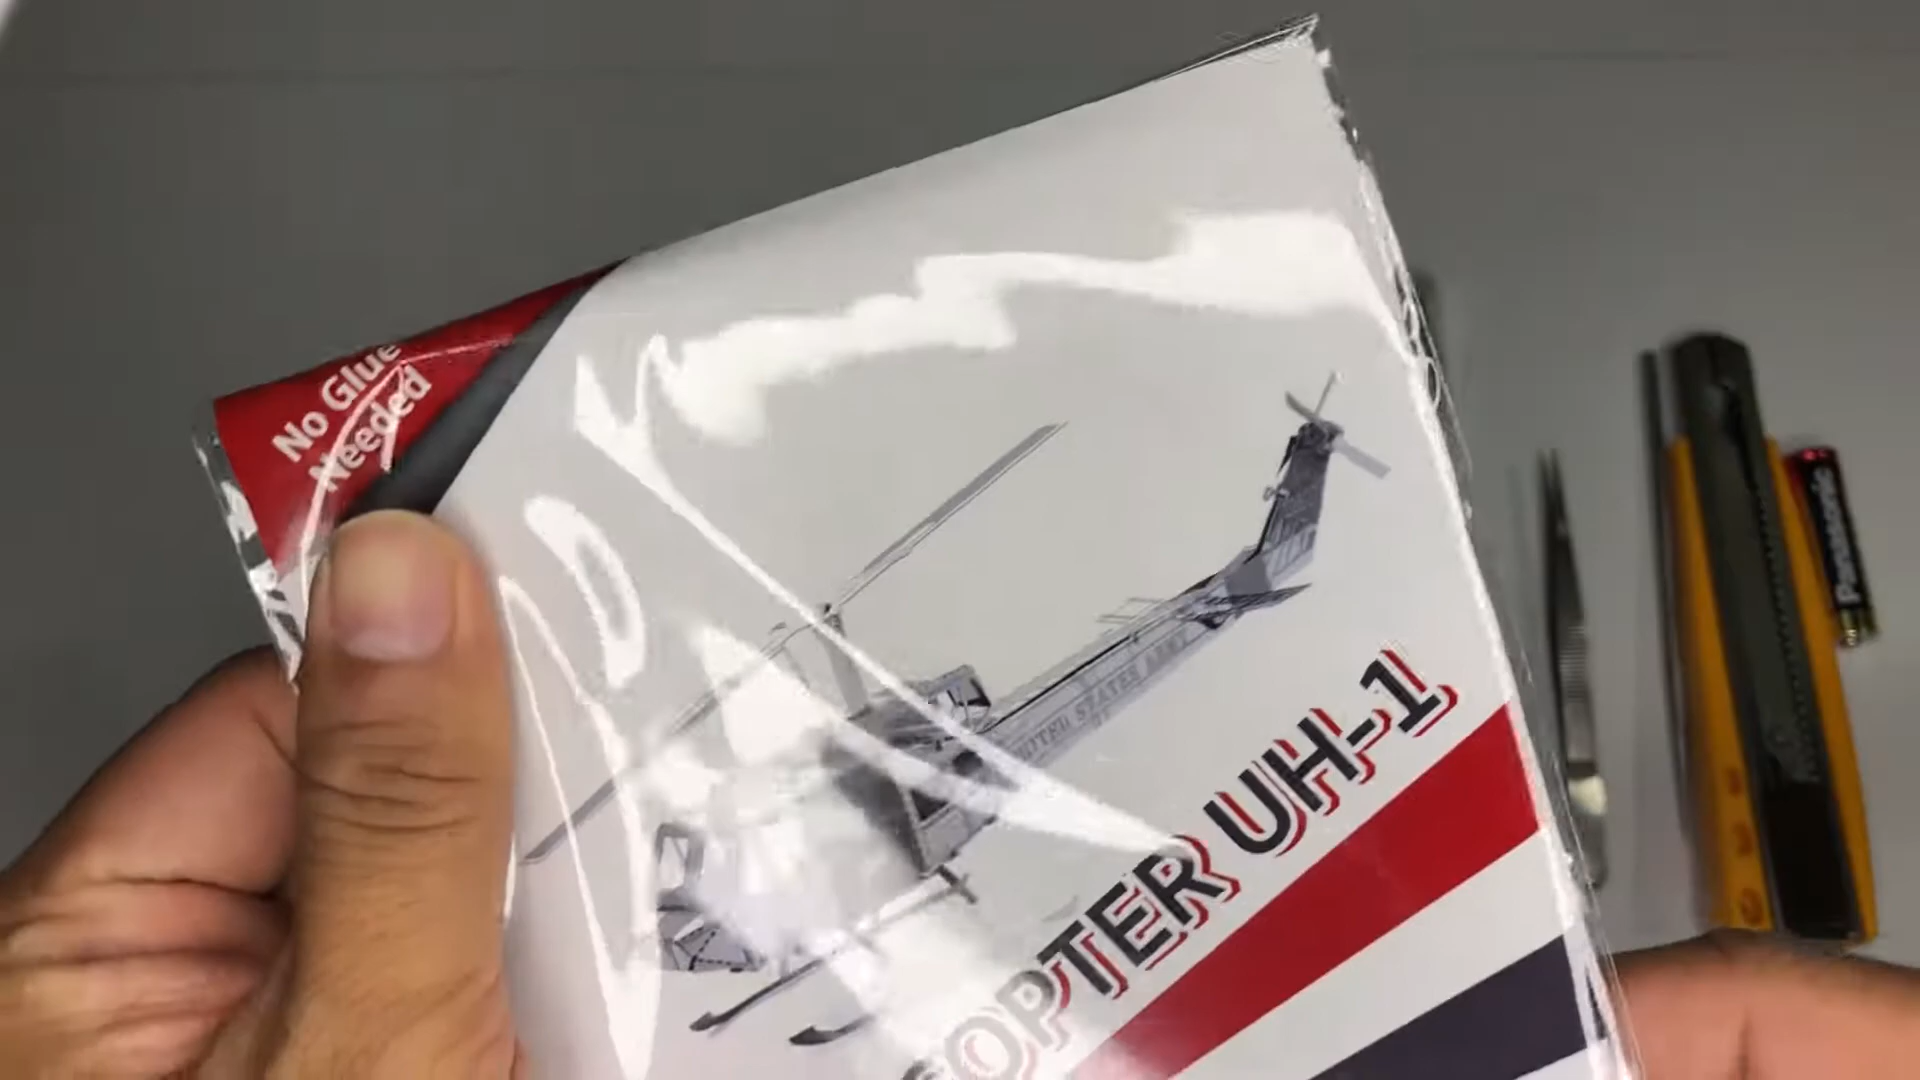 No Glue
Needed
UNITED STATES ARMY
COPTER UH-1
Panasonic